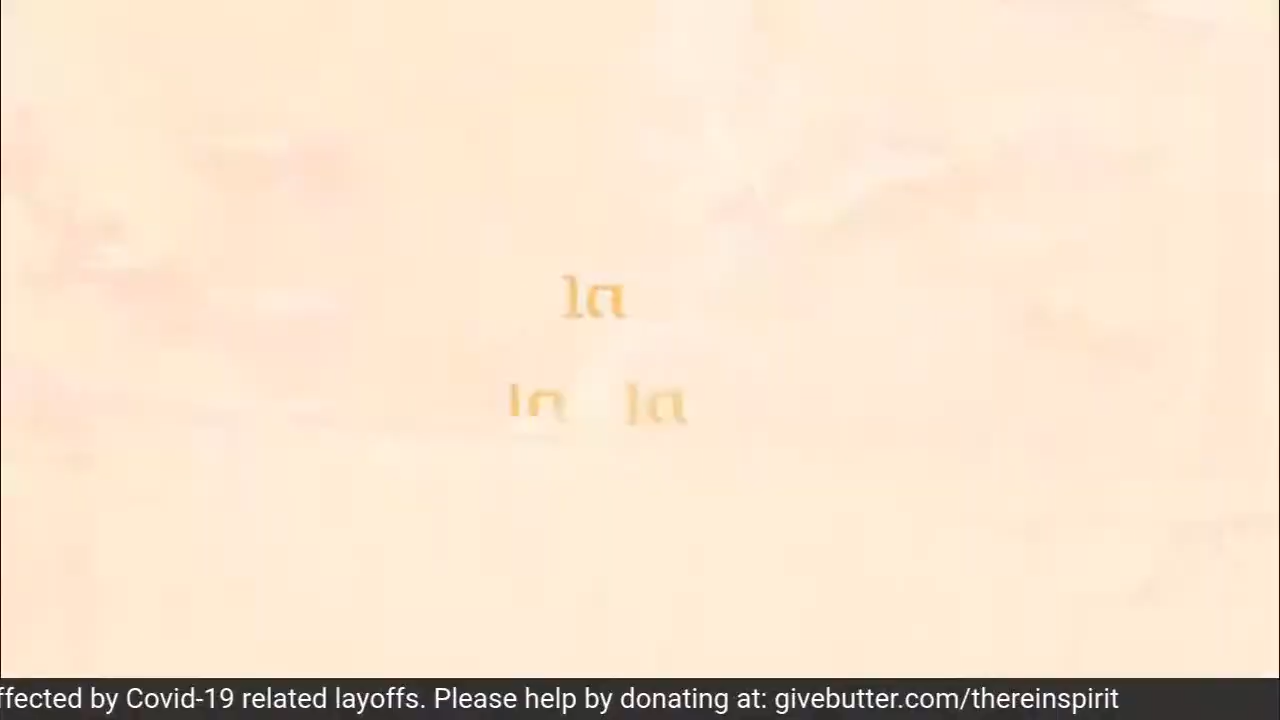 la
la la
ffected by Covid-19 related layoffs. Please help by donating at: givebutter.com/thereinspirit